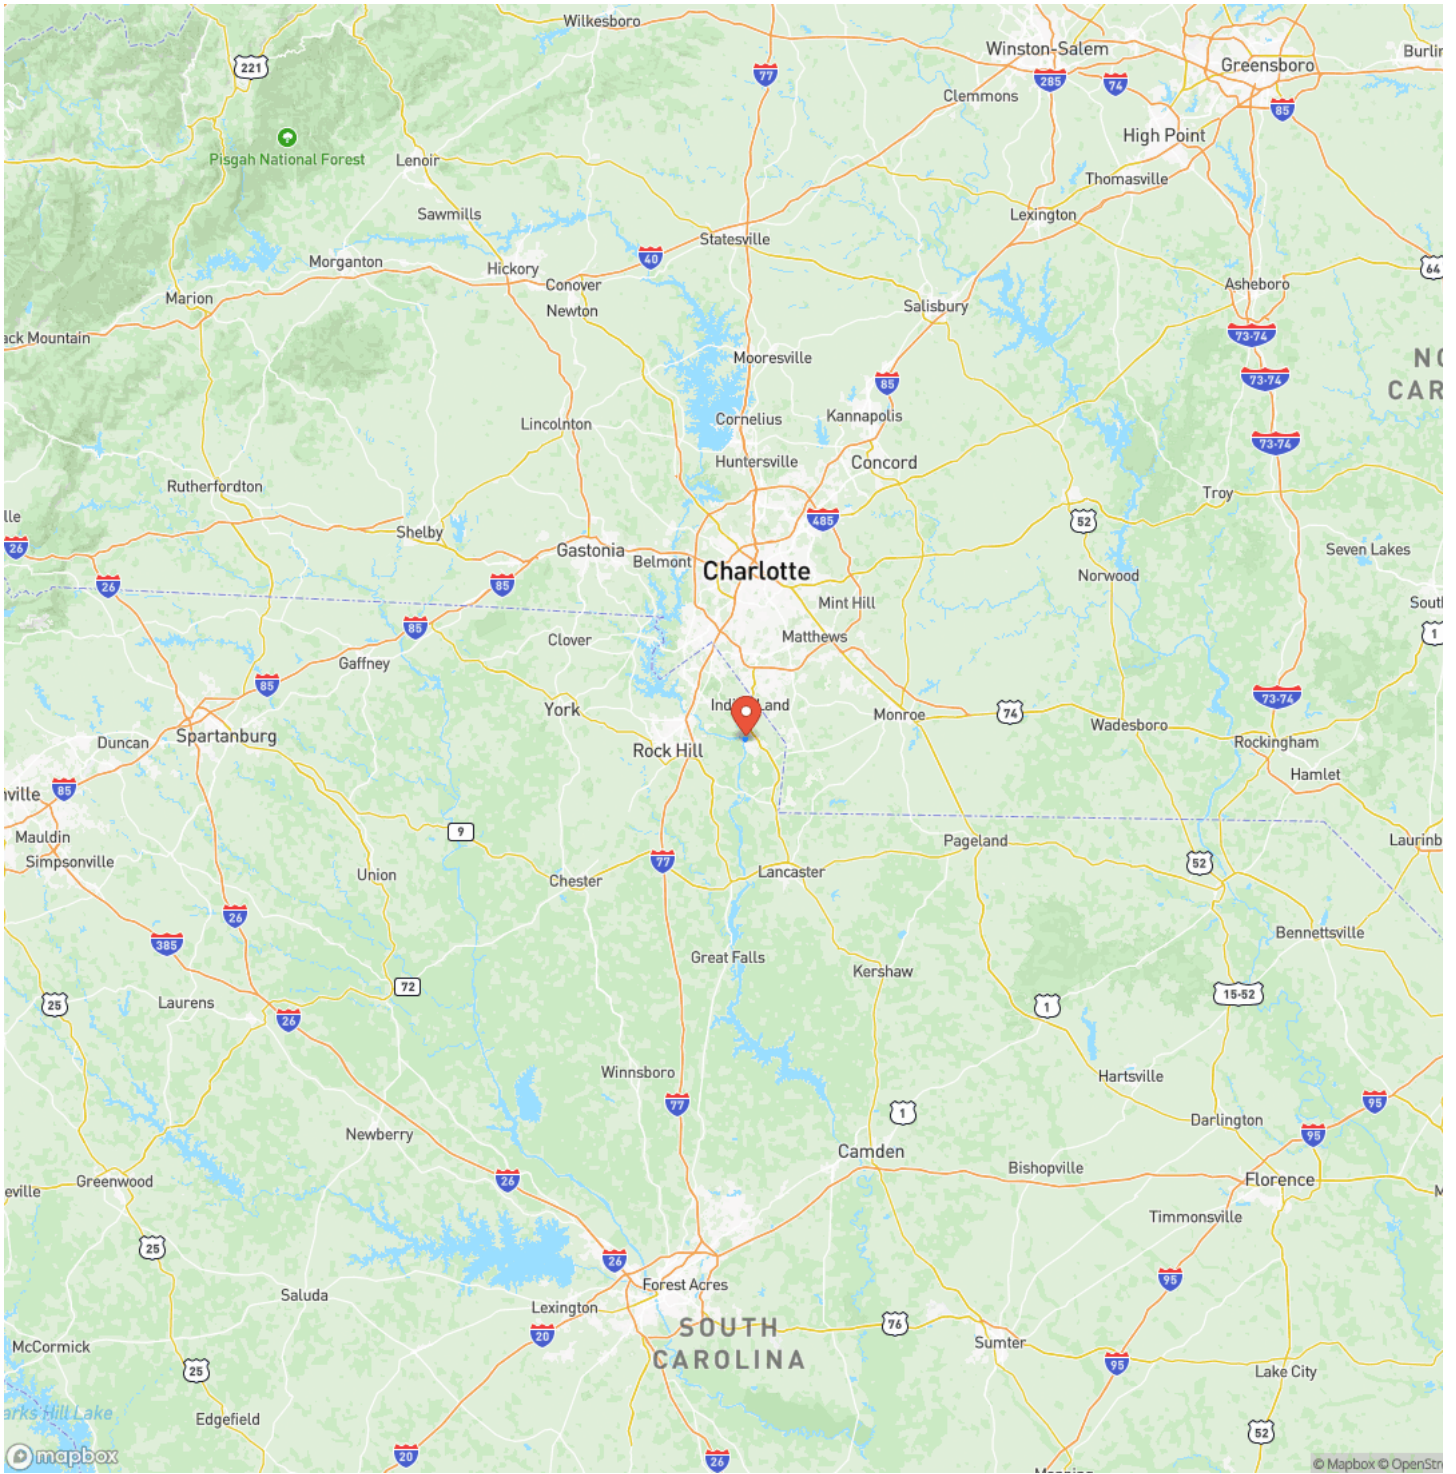 Wilkesboro
Winston-Salem
Greensboro
Burlin
221
77
285
74
Clemmons
85
High Point
Pisgah National Forest
Lenoir
Thomasville
Sawmills
Lexington
Statesville
40
Morganton
Hickory
64
Conover
Asheboro
Marion
Newton
Salisbury
ack Mountain
73-74
Mooresville
NO
CAR
85
73-74
Kannapolis
Cornelius
Lincolnton
73-74
Huntersville
Concord
Rutherfordton
Troy
lle
485
52
Shelby
26
Gastonia
Seven Lakes
Belmont
Charlotte
26
85
Norwood
Mint Hill
South
85
Clover
Matthews
1
Gaffney
85
73-74
York
Land
Monroe
74
Wadesboro
Spartanburg
Duncan
Rock Hill
Rockingham
Hamlet
nville
85
9
Mauldin
Simpsonville
Pageland
Laurinb
77
52
Union
Chester
Lancaster
26
385
Bennettsville
Great Falls
Kershaw
72
15-52
25
Laurens
1
26
Winnsboro
Hartsville
77
95
1
Darlington
Newberry
95
Camden
26
Bishopville
Greenwood
Florence
eville
M
Timmonsville
25
26
95
Forest Acres
Saluda
Lexington
76
SOUTH
CAROLINA
20
McCormick
Sumter
95
25
Lake City
arks Hill Lake
Edgefield
52
20
26
mapbox
© Mapbox © OpenStre